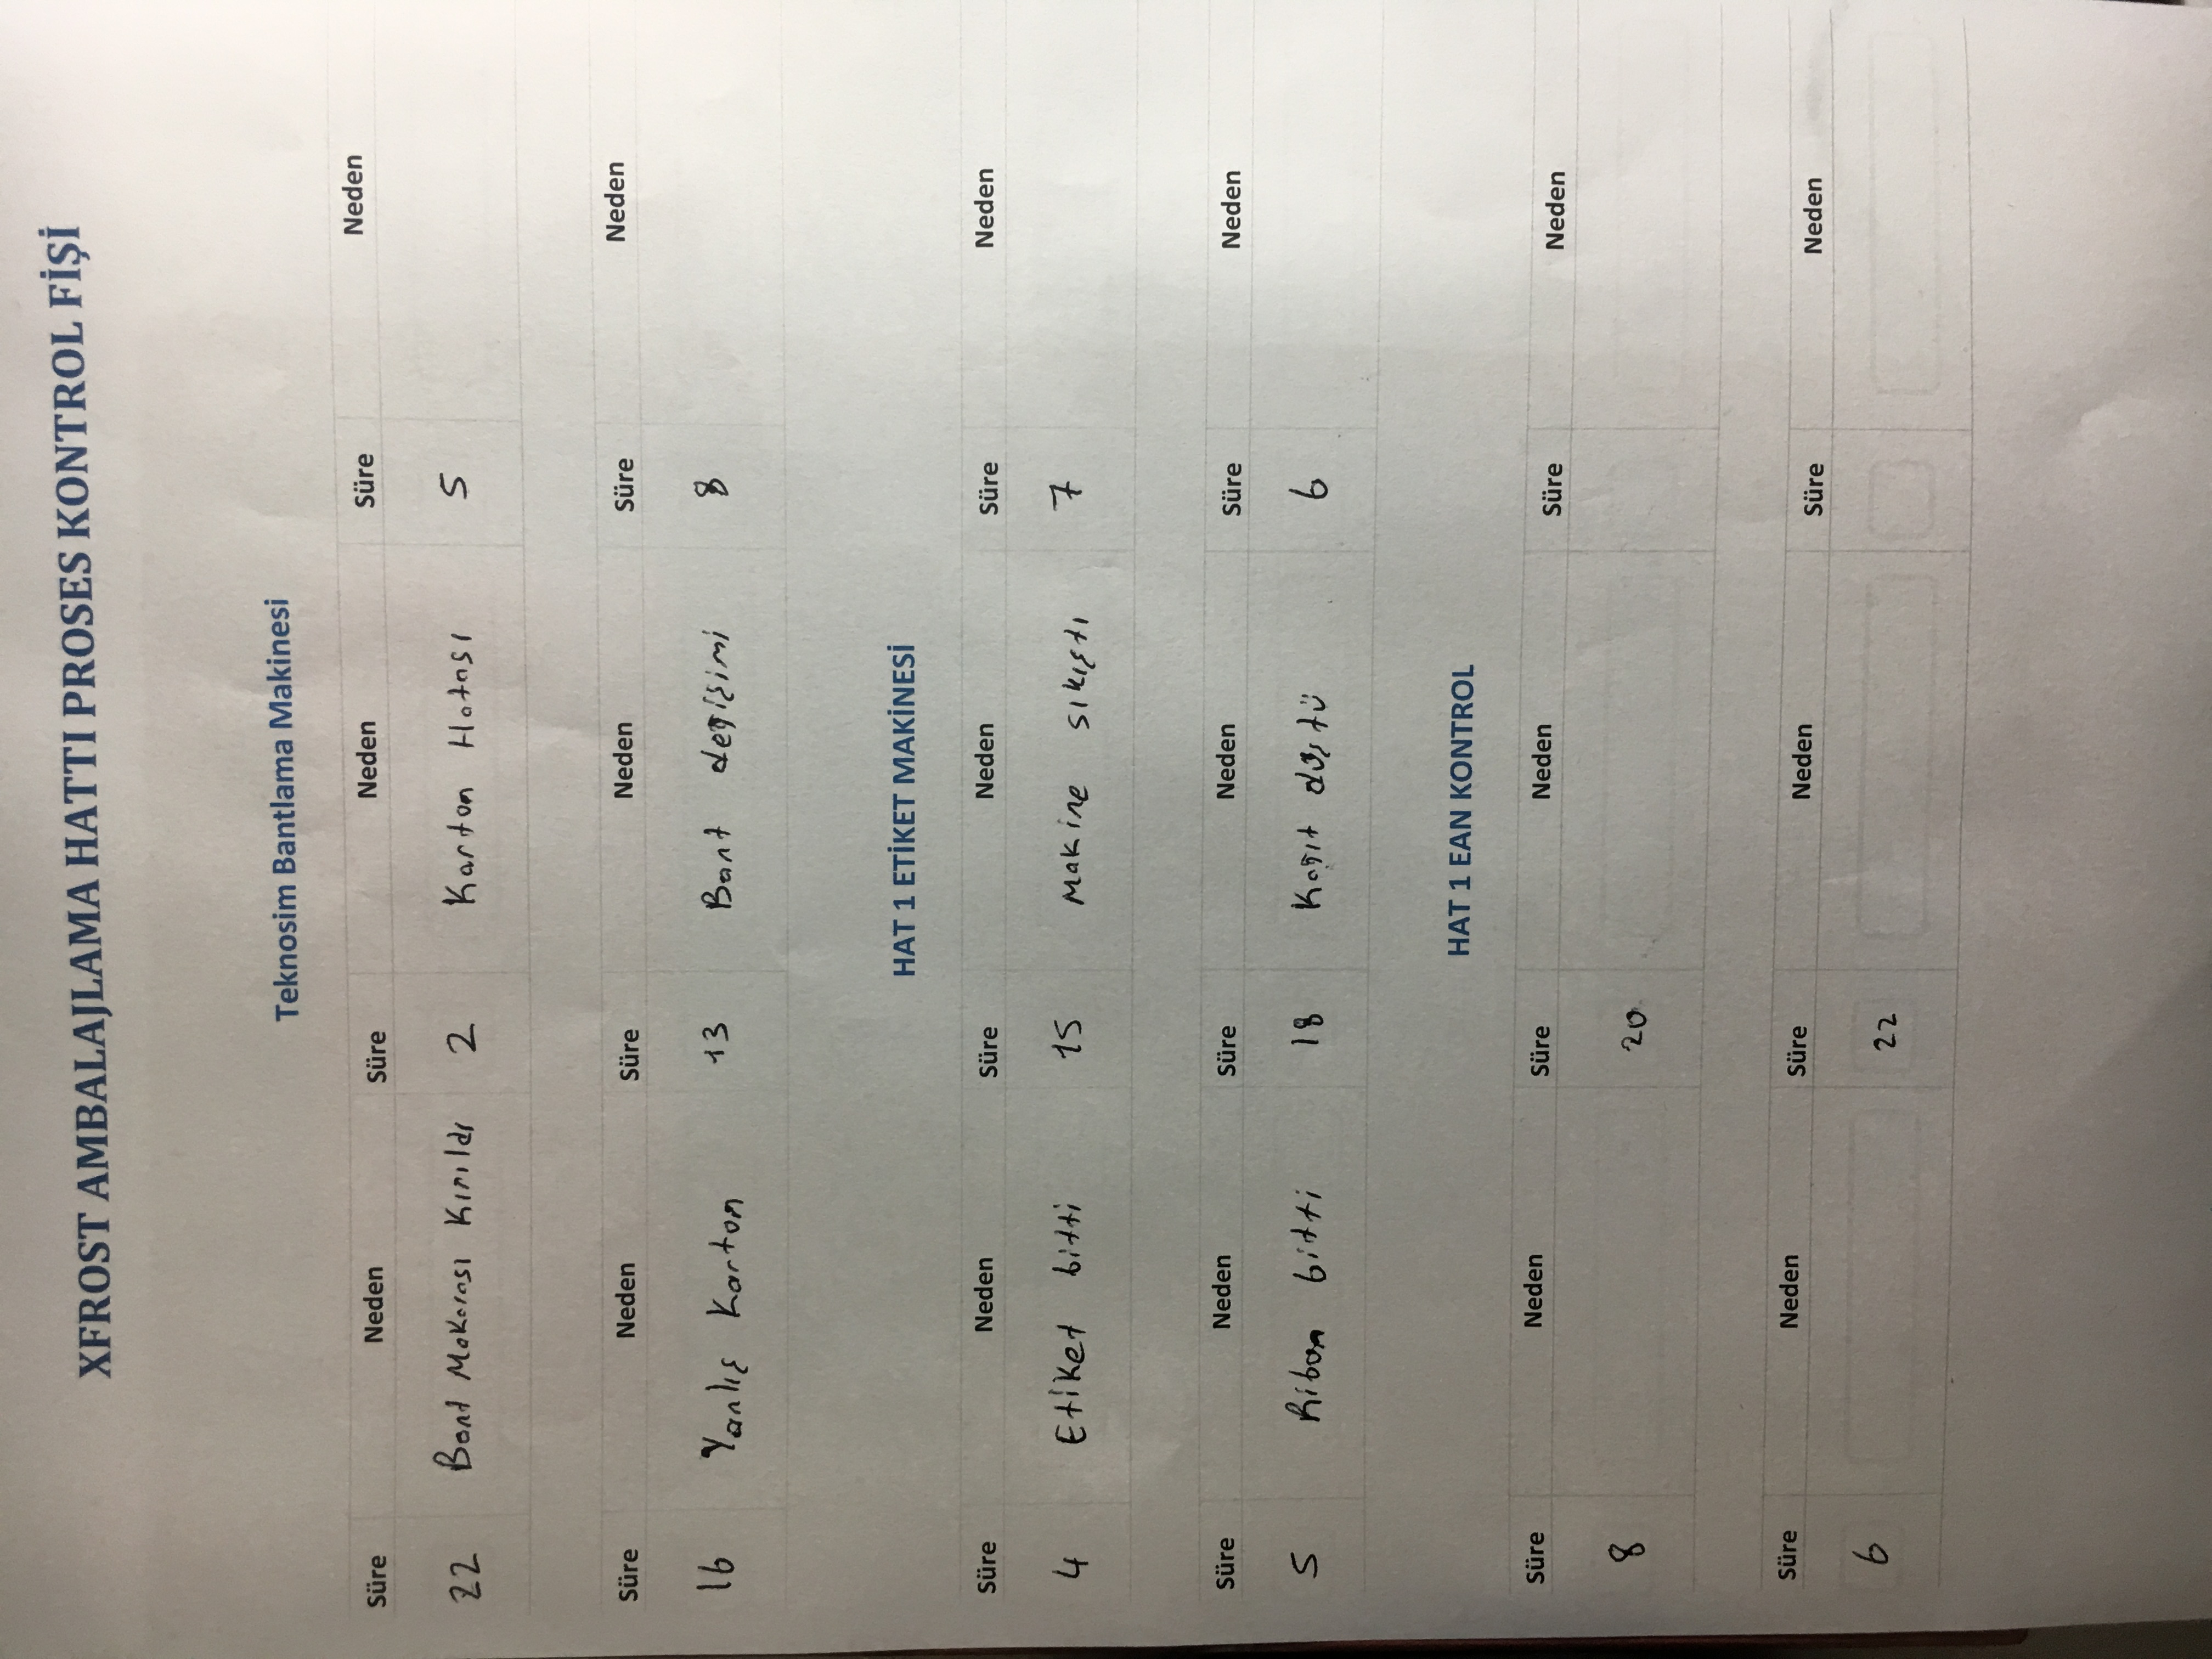 XFROST AMBALAJLAMA HATTI PROSES KONTROL FİŞİ
Teknosim Bantlama Makinesi
Süre Neden Süre Neden Süre Neden
22 Bant Makarası Kırıldı 2 Karton Hatası 5
Süre Neden Süre Neden Süre Neden
16 Yanlış Karton 13 Bant değişimi 8
HAT 1 ETİKET MAKİNESİ
Süre Neden Süre Neden Süre Neden
4 Etiket bitti 15 Makine sıkıştı 7
Süre Neden Süre Neden Süre Neden
5 Ribon bitti 18 Kağıt düştü 6
HAT 1 EAN KONTROL
Süre Neden Süre Neden Süre Neden
8 20
Süre Neden Süre Neden Süre Neden
6 22